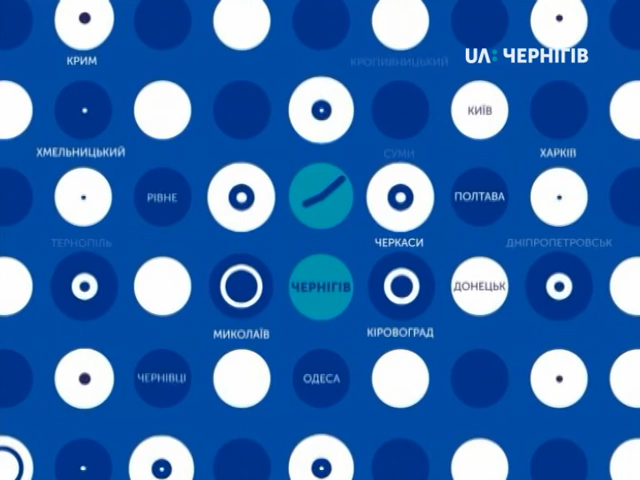 КРИМ
КРОПИВНИЦЬКИЙ
UA: ЧЕРНІГІВ
КИЇВ
ХМЕЛЬНИЦЬКИЙ
СУМИ
ХАРКІВ
РІВНЕ
ПОЛТАВА
ТЕРНОПІЛЬ
ЧЕРКАСИ
ДНІПРОПЕТРОВСЬК
ЧЕРНІГІВ
ДОНЕЦЬК
МИКОЛАЇВ
КІРОВОГРАД
ЧЕРНІВЦІ
ОДЕСА